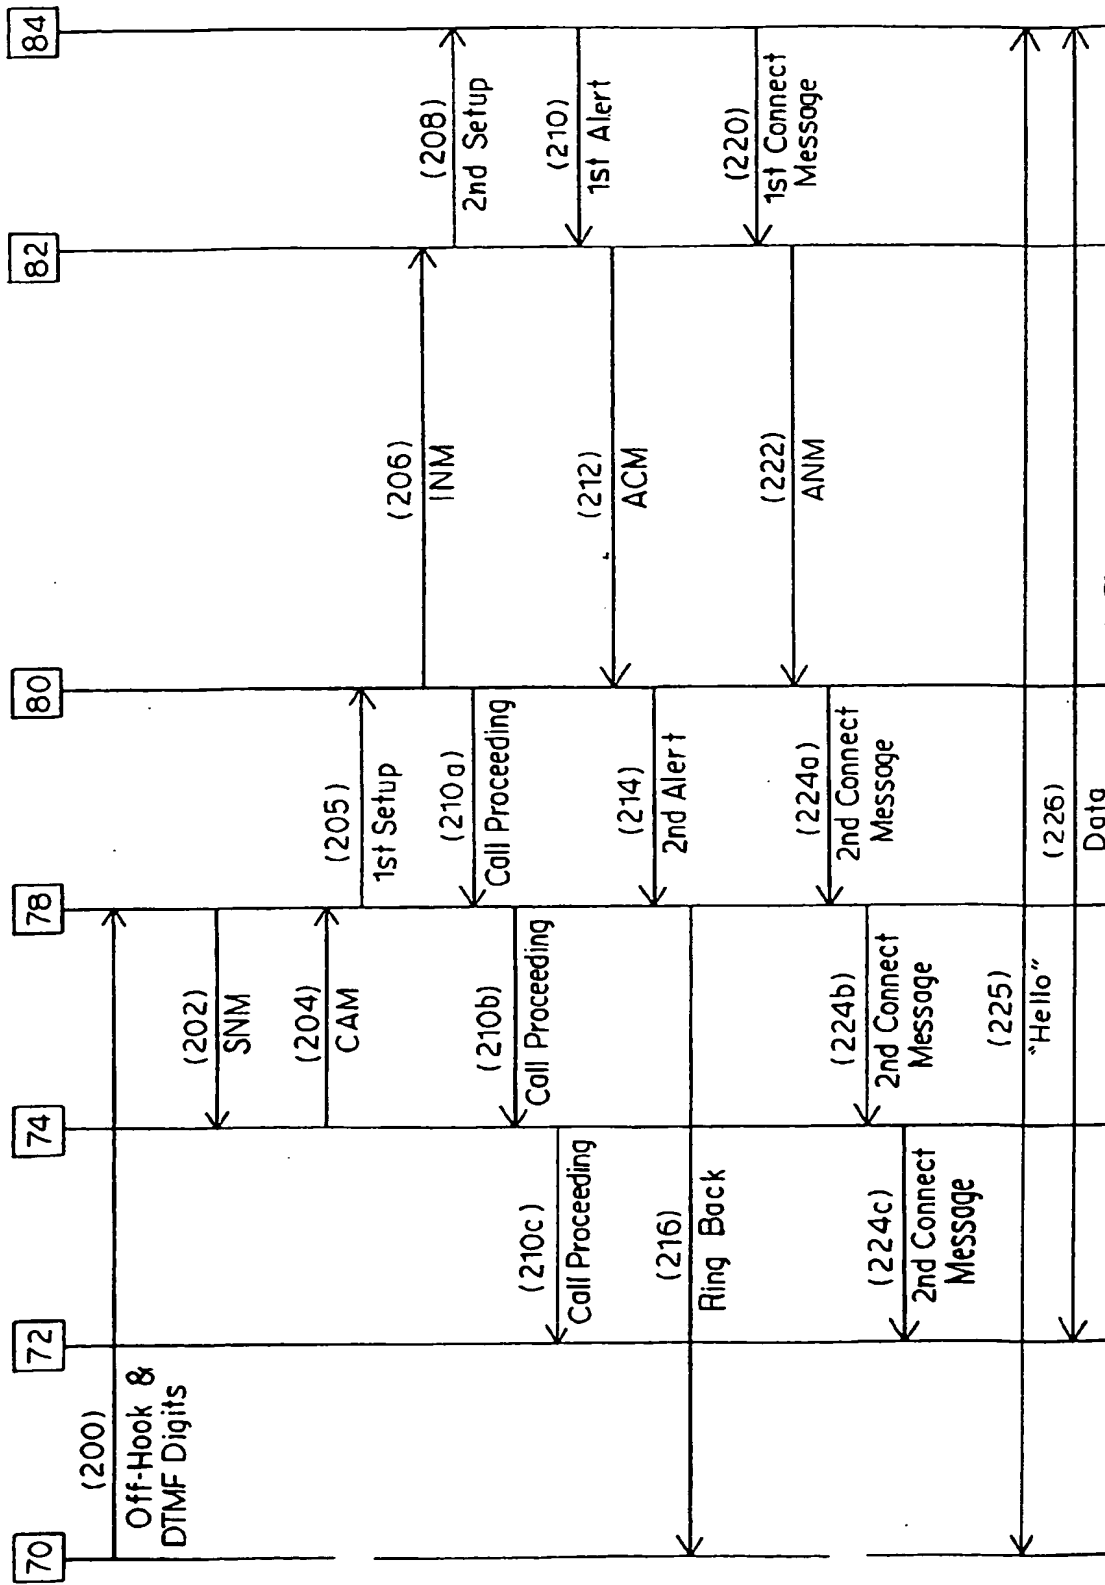 70
72
74
78
80
82
84
(200)
Off-Hook &
DTMF Digits
(202)
SNM
(204)
CAM
(205)
1st Setup
(206)
INM
(208)
2nd Setup
(210a)
Call Proceeding
(210b)
Call Proceeding
(210c)
Call Proceeding
(210)
1st Alert
(212)
ACM
(214)
2nd Alert
(216)
Ring Back
(220)
1st Connect
Message
(222)
ANM
(224a)
2nd Connect
Message
(224b)
2nd Connect
Message
(224c)
2nd Connect
Message
(225)
"Hello"
(226)
Data